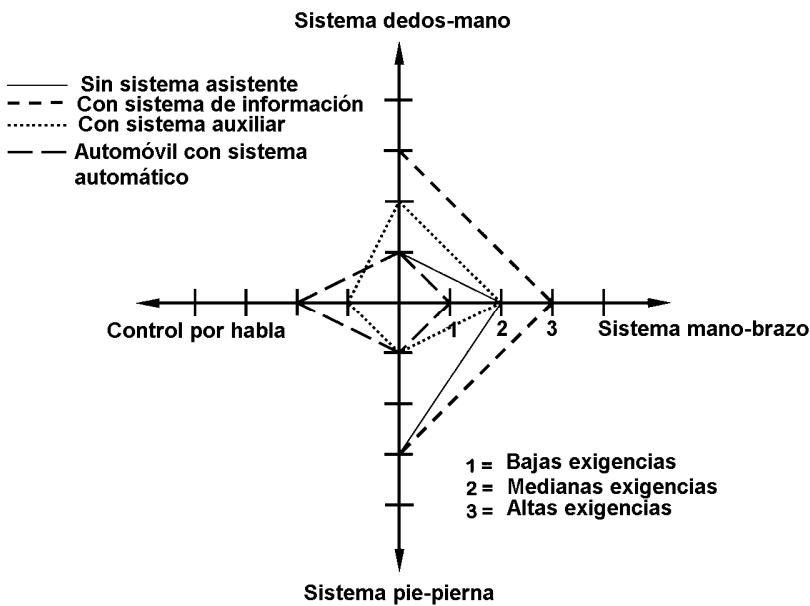 Sistema dedos-mano
Sin sistema asistente
Con sistema de información
Con sistema auxiliar
Automóvil con sistema
automático
Control por habla
1 2 3
Sistema mano-brazo
1 = Bajas exigencias
2 = Medianas exigencias
3 = Altas exigencias
Sistema pie-pierna